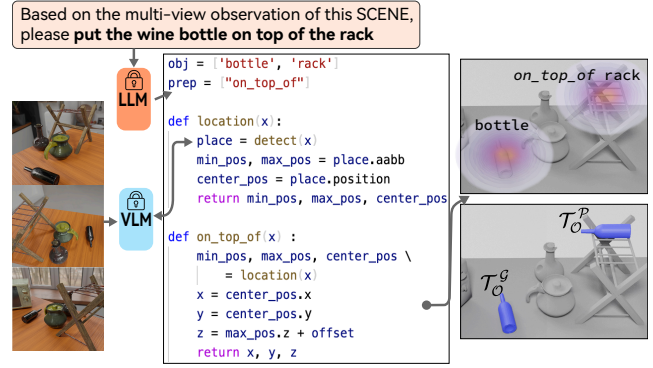 Based on the multi-view observation of this SCENE,
please put the wine bottle on top of the rack
LLM
VLM
obj = ['bottle', 'rack']
prep = ["on_top_of"]
def location(x):
place = detect(x)
min_pos, max_pos = place.aabb
center_pos = place.position
return min_pos, max_pos, center_pos
def on_top_of(x) :
min_pos, max_pos, center_pos \
= location(x)
x = center_pos.x
y = center_pos.y
z = max_pos.z + offset
return x, y, z
on_top_of rack
bottle
𝒯_𝒪^𝒫
𝒯_𝒪^𝒢